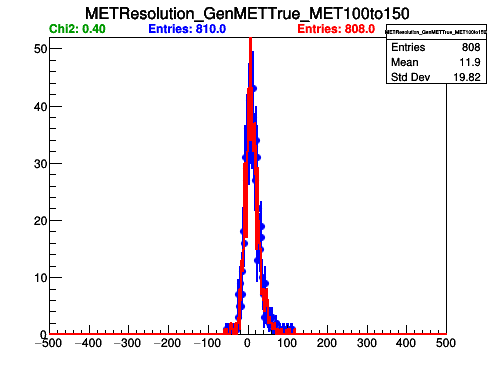 METResolution_GenMETTrue_MET100to150
Chi2: 0.40 Entries: 810.0 Entries: 808.0
METResolution_GenMETTrue_MET100to150
Entries 808
Mean 11.9
Std Dev 19.82
50
40
30
20
10
0
−500 −400 −300 −200 −100 0 100 200 300 400 500